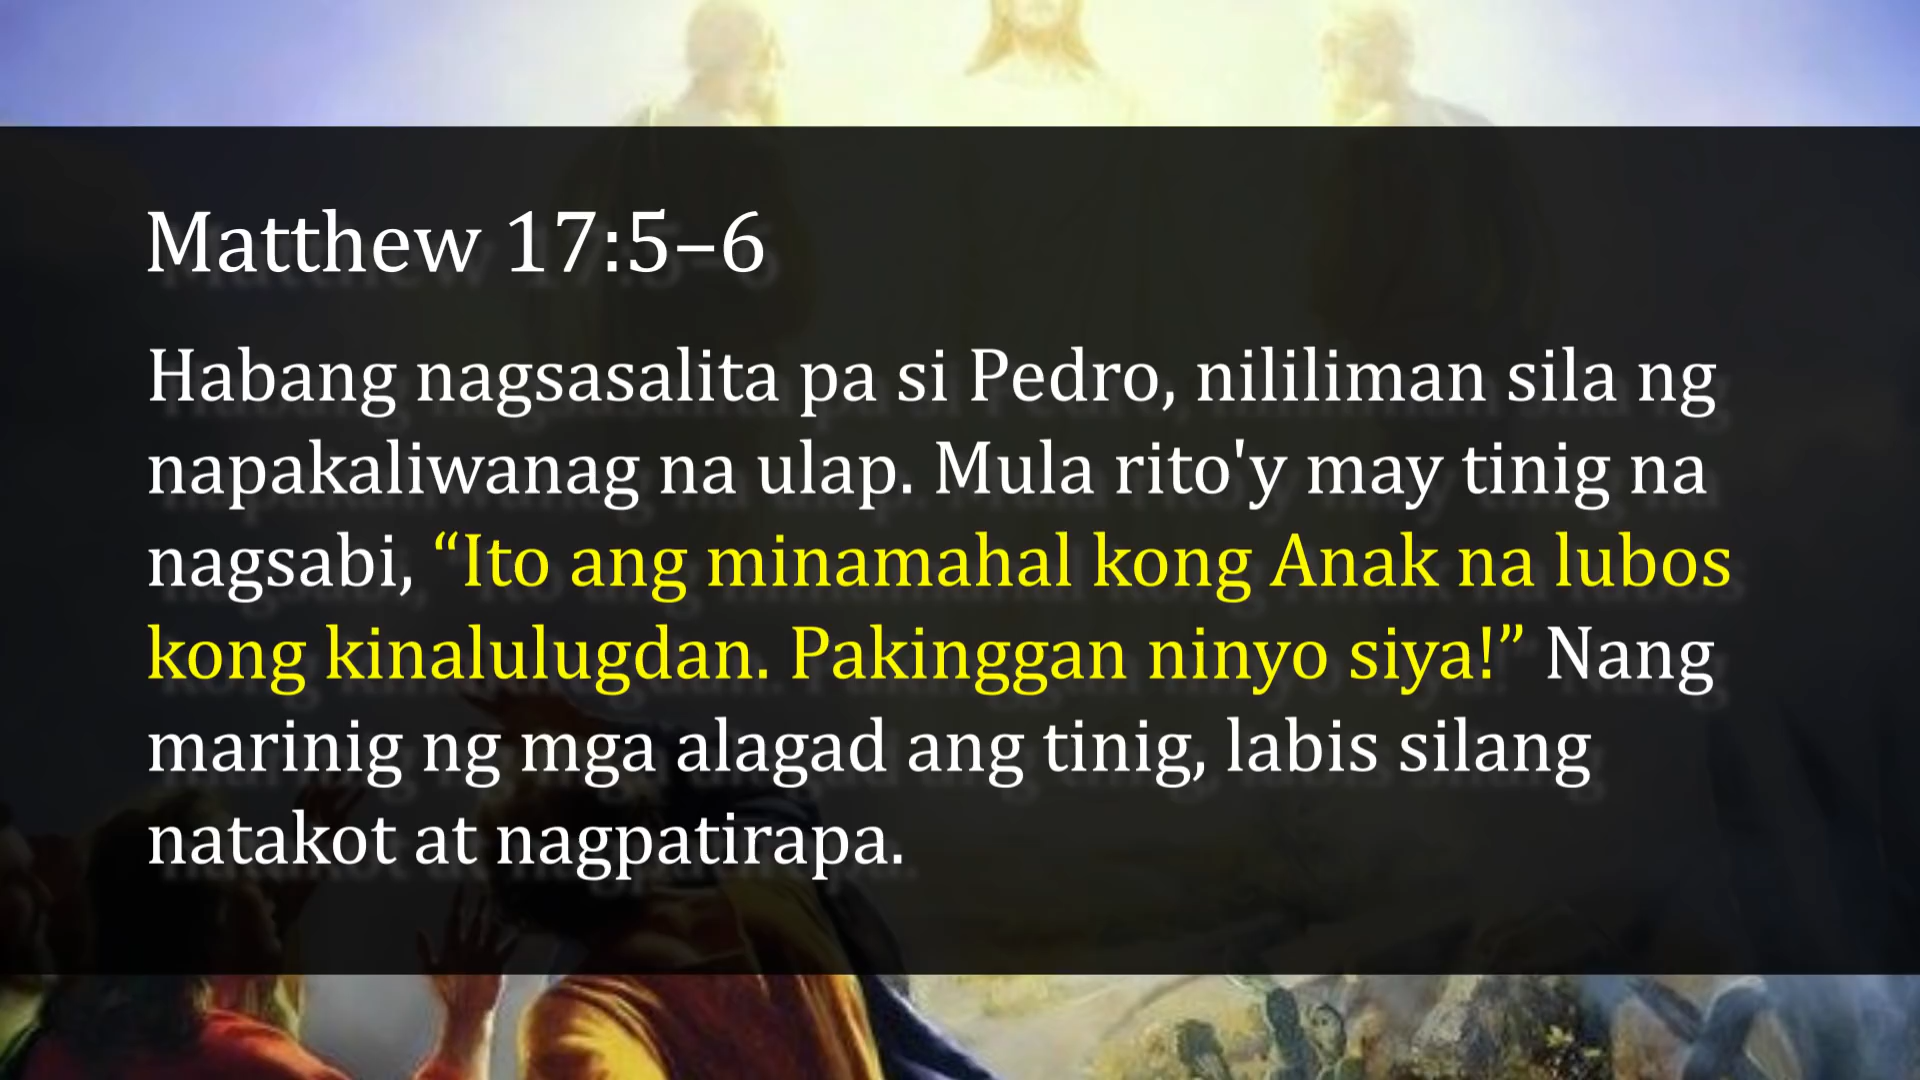 Matthew 17:5–6
Habang nagsasalita pa si Pedro, nililiman sila ng
napakaliwanag na ulap. Mula rito'y may tinig na
nagsabi, “Ito ang minamahal kong Anak na lubos
kong kinalulugdan. Pakinggan ninyo siya!” Nang
marinig ng mga alagad ang tinig, labis silang
natakot at nagpatirapa.